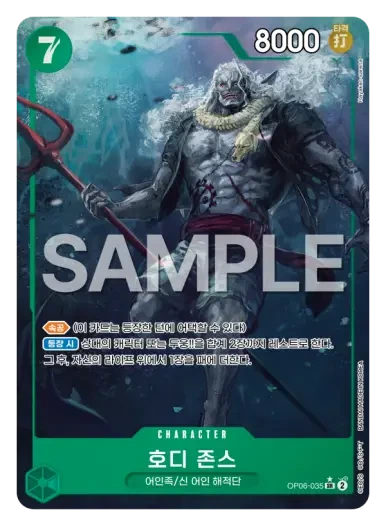 7
8000
타격
打
SAMPLE
속공 (이 카드는 등장한 턴에 어택할 수 있다)
등장 시 상대의 캐릭터 또는 두웅!!을 합계 2장까지 레스트로 한다.
그 후, 자신의 라이프 위에서 1장을 패에 더한다.
CHARACTER
호디 존스
어인족/신 어인 해적단
OP06-035 SR 2